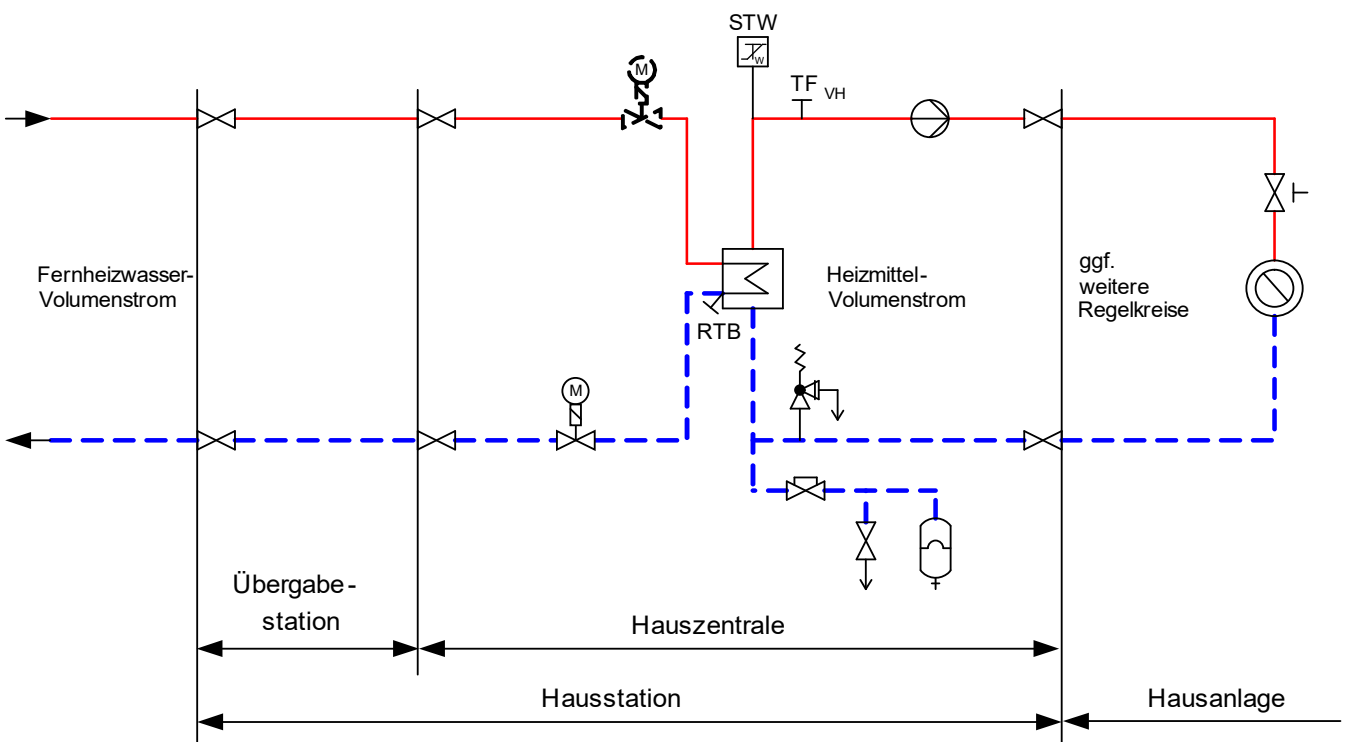 STW
W
M
TF VH
Fernheizwasser-
Volumenstrom
Heizmittel-
Volumenstrom
ggf.
weitere
Regelkreise
RTB
M
Übergabe-
station
Hauszentrale
Hausstation
Hausanlage